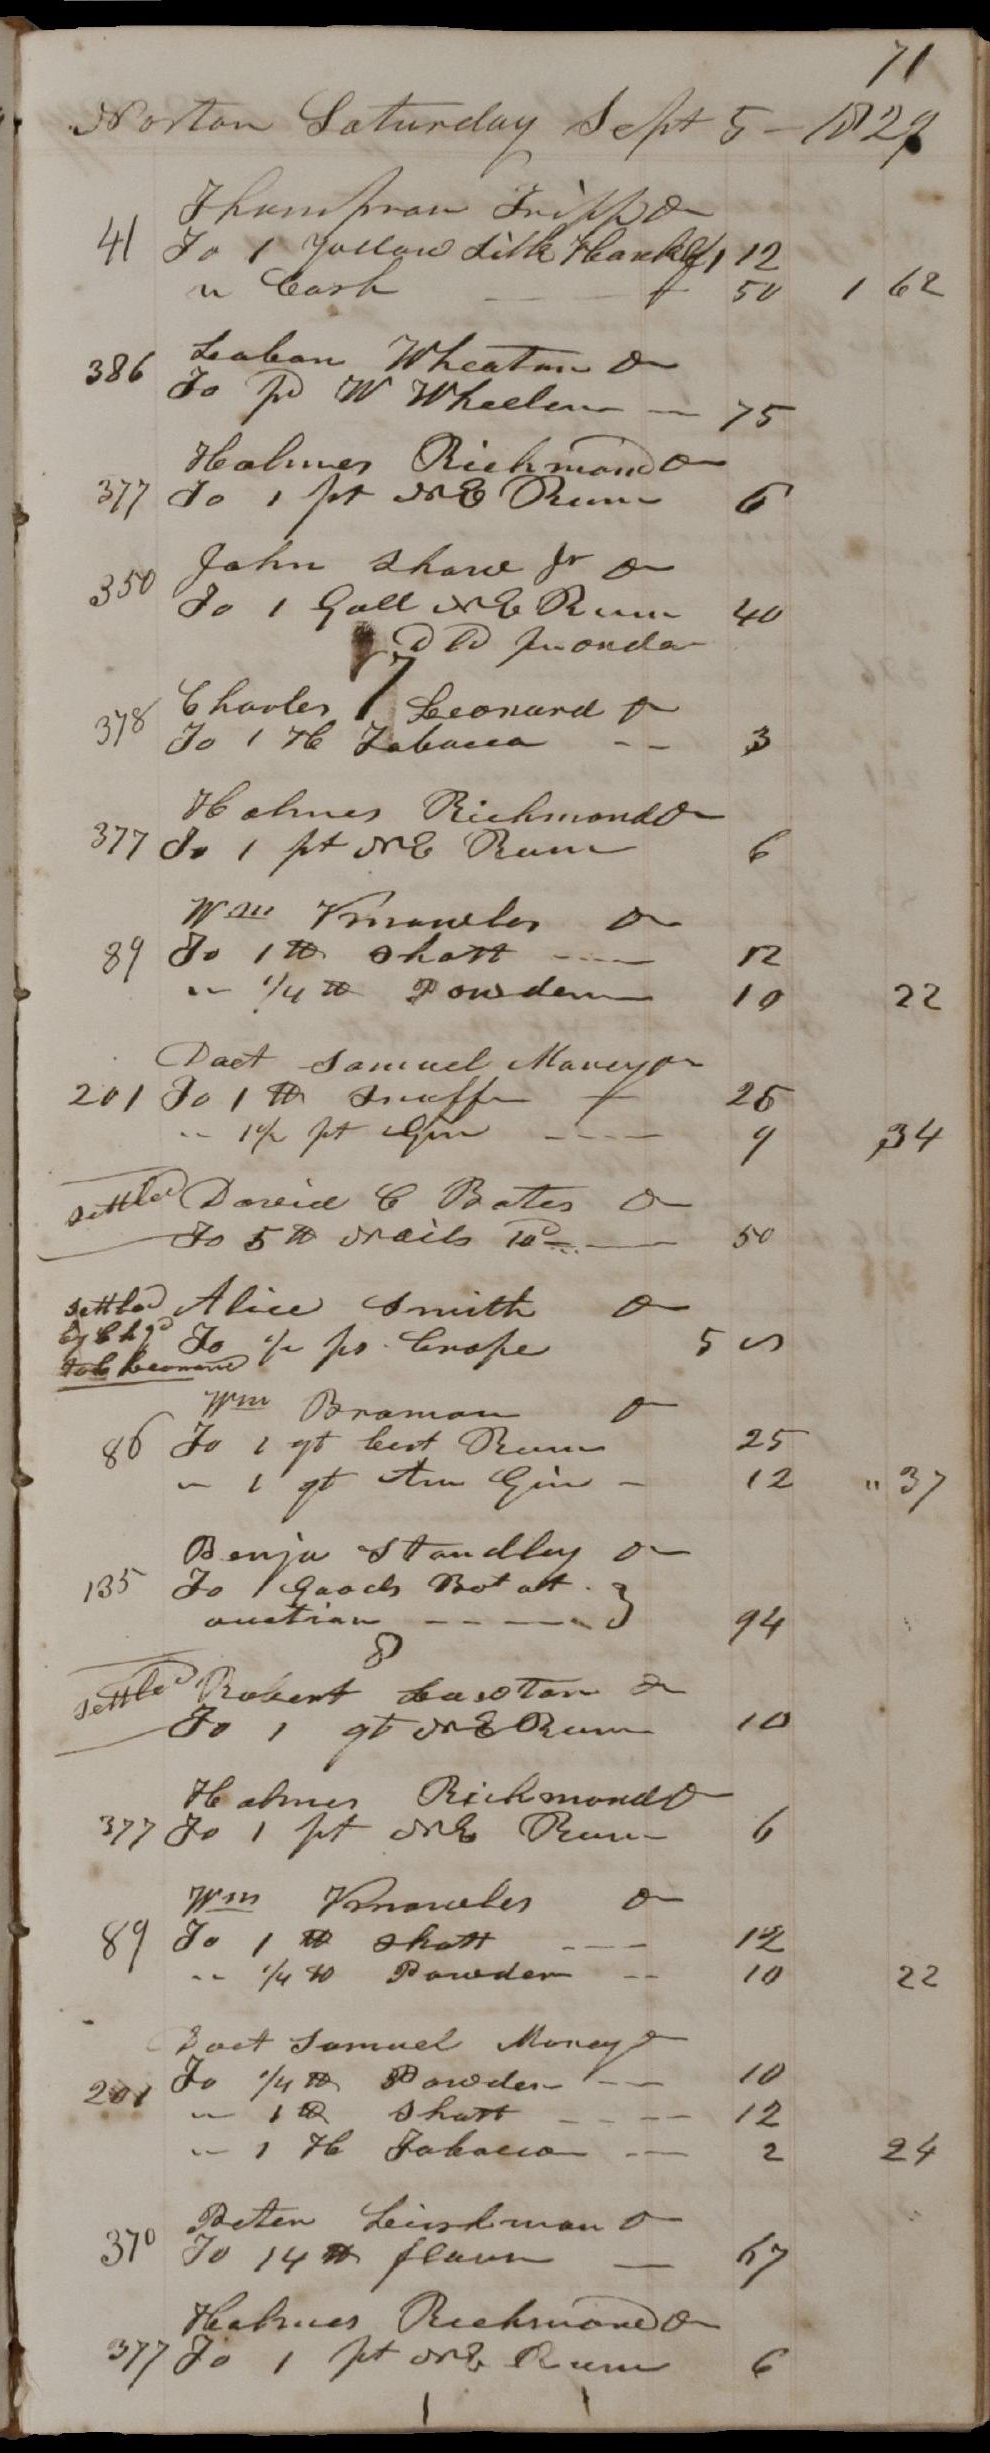 71
Norton Saturday Sept 5 - 1829
Thompson Tripp Dr
41 To 1 Yellow Silk Hankf 1 12
" Cash - - - 50 1 62
Laban Wheaton Dr
386 To pd W Wheeler - 75
Holmes Richmond Dr
377 To 1 pt NE Rum 6
John Shaw Jr Dr
350 To 1 Gall NE Rum 40
Dd pr order
Charles Leonard Dr
378 To 1 H Tobacco - - 3
Holmes Richmond Dr
377 To 1 pt NE Rum 6
Wm Knowles Dr
89 To 1 lb Shott - - - 12
" 1/4 lb Powder 10 22
Doct Samuel Morey Dr
201 To 1 lb Snuff - 25
" 1 1/2 pt Gin - - - - 9 34
settled David C Bates Dr
To 5 lb Nails 10d - 50
settled Alice Smith Dr
by Chgd To 1/2 ps Crape 5 "
to C Leonard
Wm Braman Dr
86 To 1 qt best Rum 25
" 1 qt Am Gin - 12 " 37
Benja Standley Dr
135 To 1 Goods Bot at
auction - - - - 94
8
settled Robert Lawton Dr
To 1 qt NE Rum 10
Holmes Richmond Dr
377 To 1 pt NE Rum 6
Wm Knowles Dr
89 To 1 lb Shott - - - 12
" 1/4 lb Powder - - 10 22
Doct Samuel Morey Dr
201 To 1/4 lb Powder - - 10
" 1 lb Shott - - - - 12
" 1 H Tobacco - - 2 24
Peter Dr
370 To 14 lb flour - 67
Holmes Richmond Dr
377 To 1 pt NE Rum 6